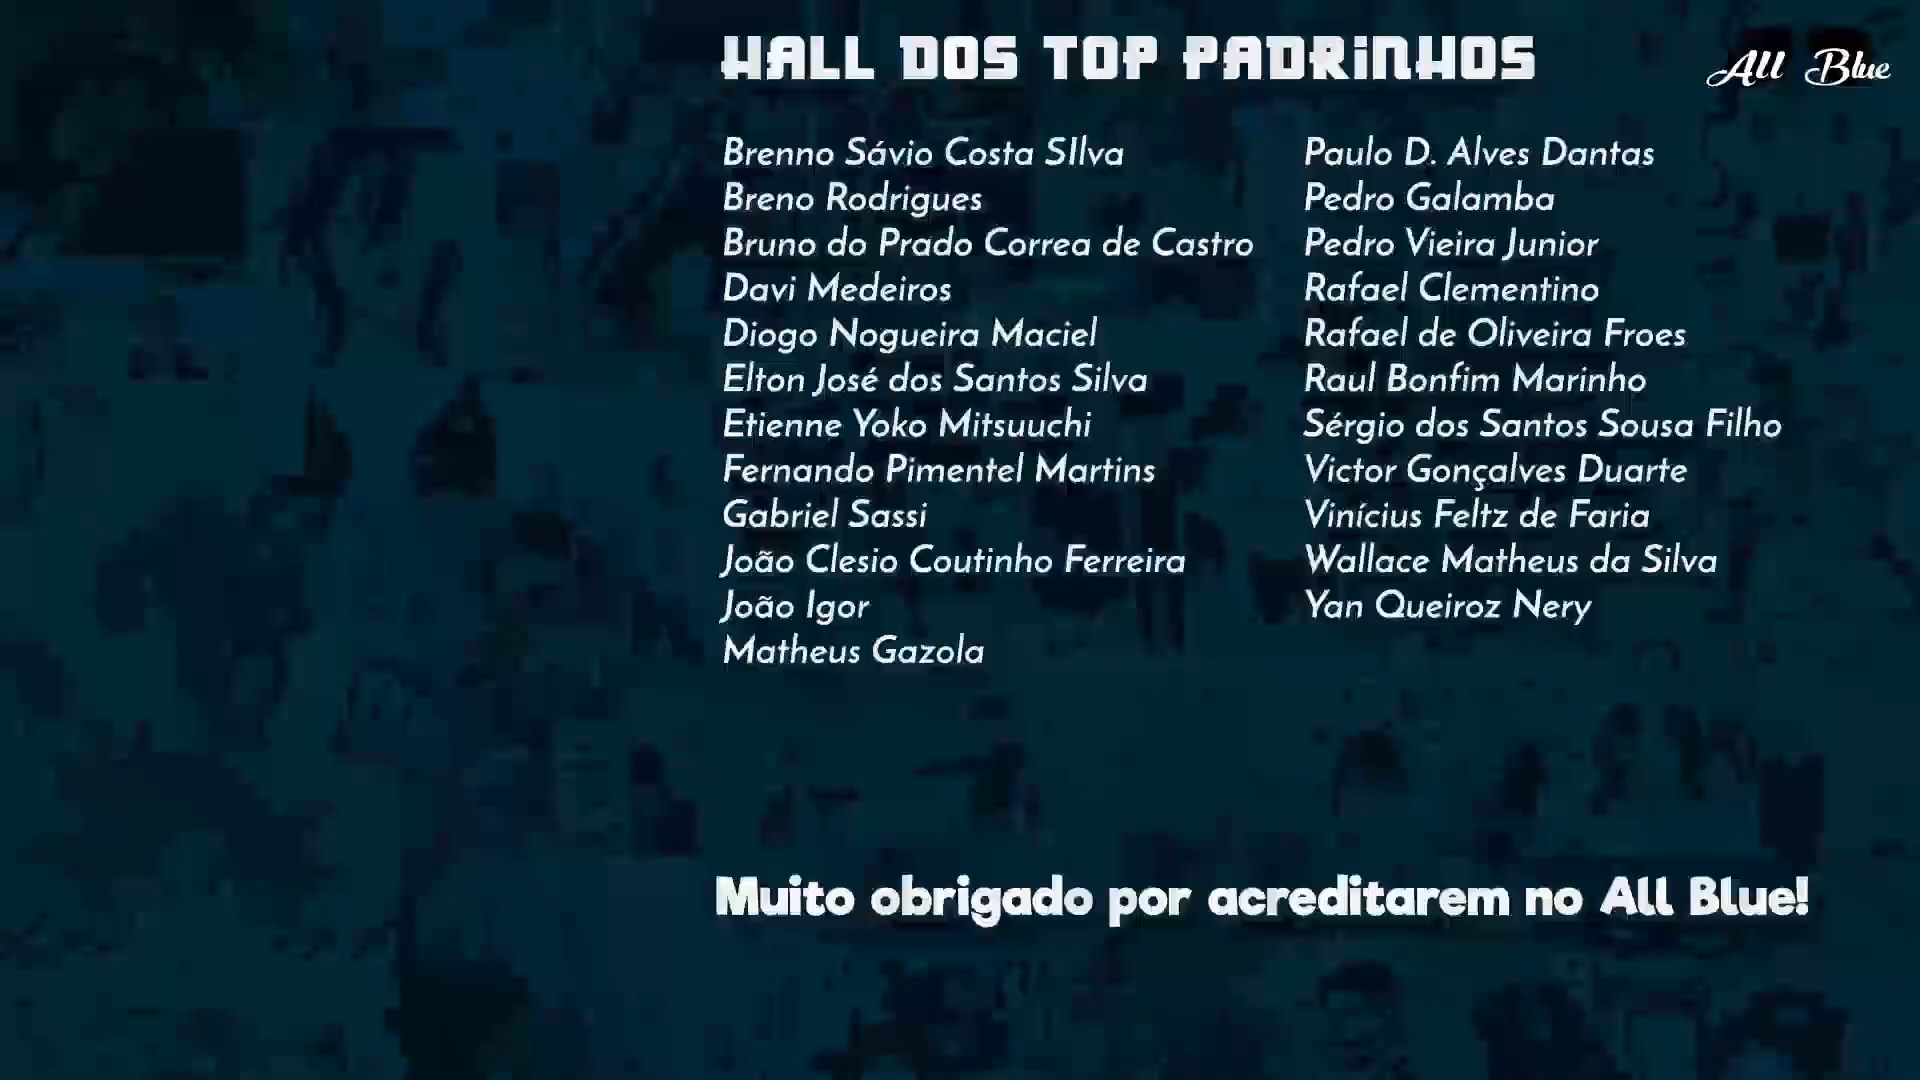 HALL DOS TOP PADRiNHOS
All Blue
Brenno Sávio Costa SIlva
Breno Rodrigues
Bruno do Prado Correa de Castro
Davi Medeiros
Diogo Nogueira Maciel
Elton José dos Santos Silva
Etienne Yoko Mitsuuchi
Fernando Pimentel Martins
Gabriel Sassi
João Clesio Coutinho Ferreira
João Igor
Matheus Gazola
Paulo D. Alves Dantas
Pedro Galamba
Pedro Vieira Junior
Rafael Clementino
Rafael de Oliveira Froes
Raul Bonfim Marinho
Sérgio dos Santos Sousa Filho
Victor Gonçalves Duarte
Vinícius Feltz de Faria
Wallace Matheus da Silva
Yan Queiroz Nery
Muito obrigado por acreditarem no All Blue!